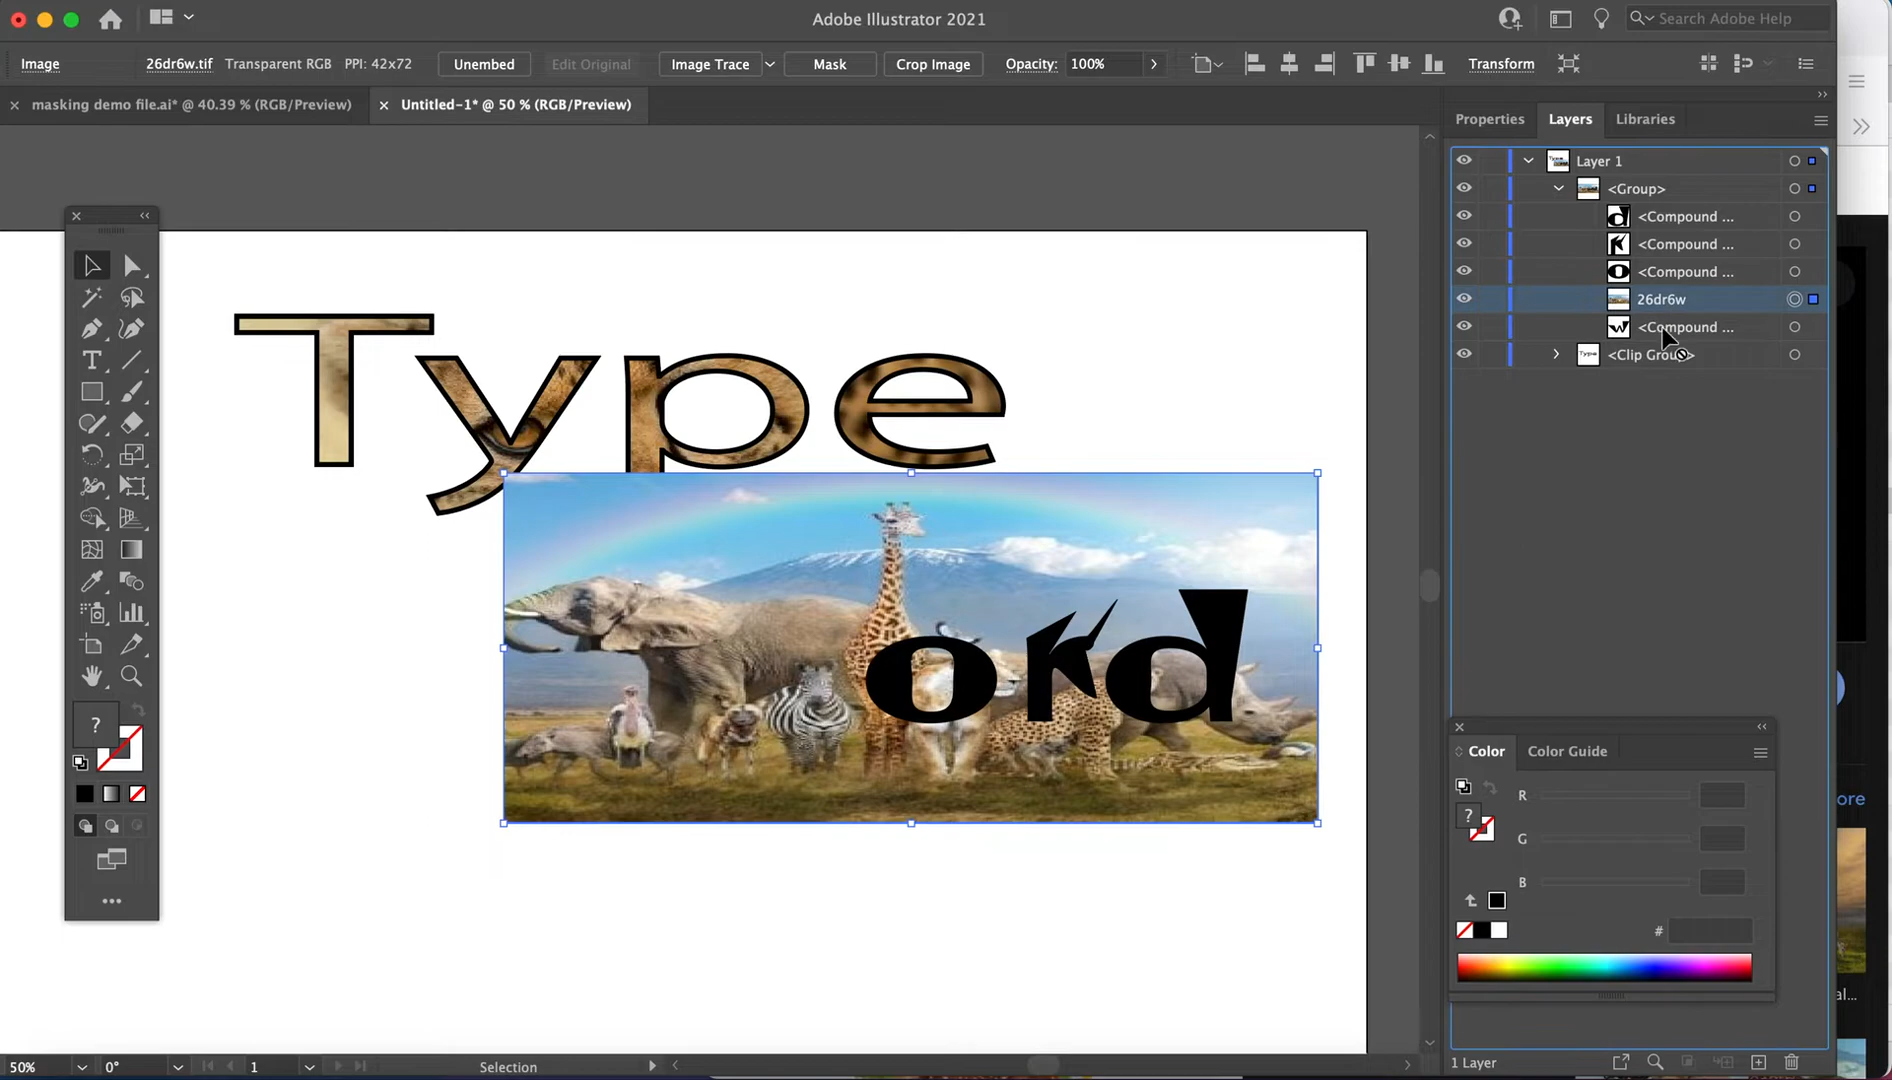 Adobe Illustrator 2021
Search Adobe Help
Image
26dr6w.tif
Transparent RGB
PPI: 42x72
Unembed
Edit Original
Image Trace
Mask
Crop Image
Opacity:
100%
Transform
masking demo file.ai* @ 40.39 % (RGB/Preview)
Untitled-1* @ 50 % (RGB/Preview)
Properties
Layers
Libraries
Layer 1
<Group>
<Compound ...
<Compound ...
<Compound ...
26dr6w
<Compound ...
<Clip Group>
Type
ord
Color
Color Guide
R
G
B
#
ore
al...
50%
0°
1
Selection
1 Layer